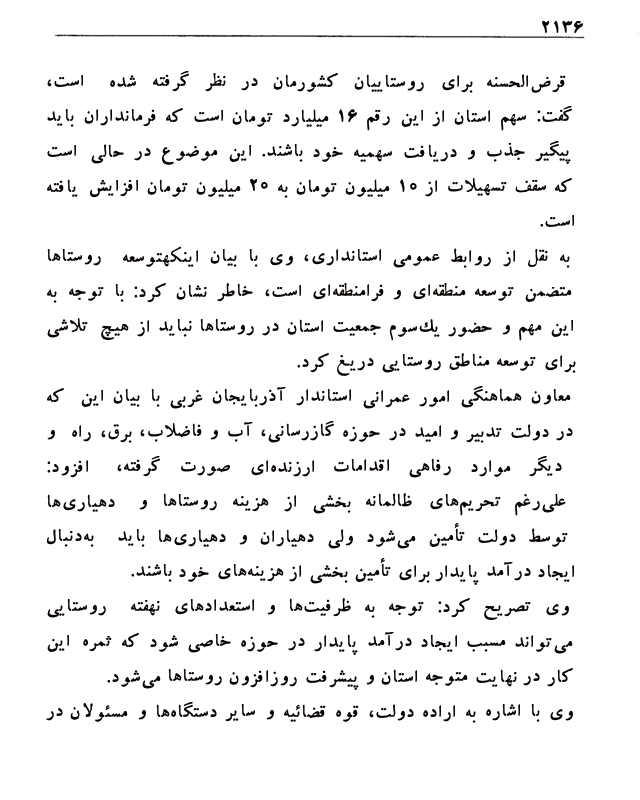 ۲۱۳۶
قرض‌الحسنه برای روستاییان کشورمان در نظر گرفته شده است،
گفت: سهم استان از این رقم ۱۶ میلیارد تومان است که فرمانداران باید
پیگیر جذب و دریافت سهمیه خود باشند. این موضوع در حالی است
که سقف تسهیلات از ۱۰ میلیون تومان به ۲۰ میلیون تومان افزایش یافته
است.
به نقل از روابط عمومی استانداری، وی با بیان اینکهتوسعه روستاها
متضمن توسعه منطقه‌ای و فرامنطقه‌ای است، خاطر نشان کرد: با توجه به
این مهم و حضور یك‌سوم جمعیت استان در روستاها نباید از هیچ تلاشی
برای توسعه مناطق روستایی دریغ کرد.
معاون هماهنگی امور عمرانی استاندار آذربایجان غربی با بیان این که
در دولت تدبیر و امید در حوزه گازرسانی، آب و فاضلاب، برق، راه و
دیگر موارد رفاهی اقدامات ارزنده‌ای صورت گرفته، افزود:
علی‌رغم تحریم‌های ظالمانه بخشی از هزینه روستاها و دهیاری‌ها
توسط دولت تأمین می‌شود ولی دهیاران و دهیاری‌ها باید به‌دنبال
ایجاد درآمد پایدار برای تأمین بخشی از هزینه‌های خود باشند.
وی تصریح کرد: توجه به ظرفیت‌ها و استعدادهای نهفته روستایی
می‌تواند مسبب ایجاد درآمد پایدار در حوزه خاصی شود که ثمره این
کار در نهایت متوجه استان و پیشرفت روزافزون روستاها می‌شود.
وی با اشاره به اراده دولت، قوه قضائیه و سایر دستگاه‌ها و مسئولان در